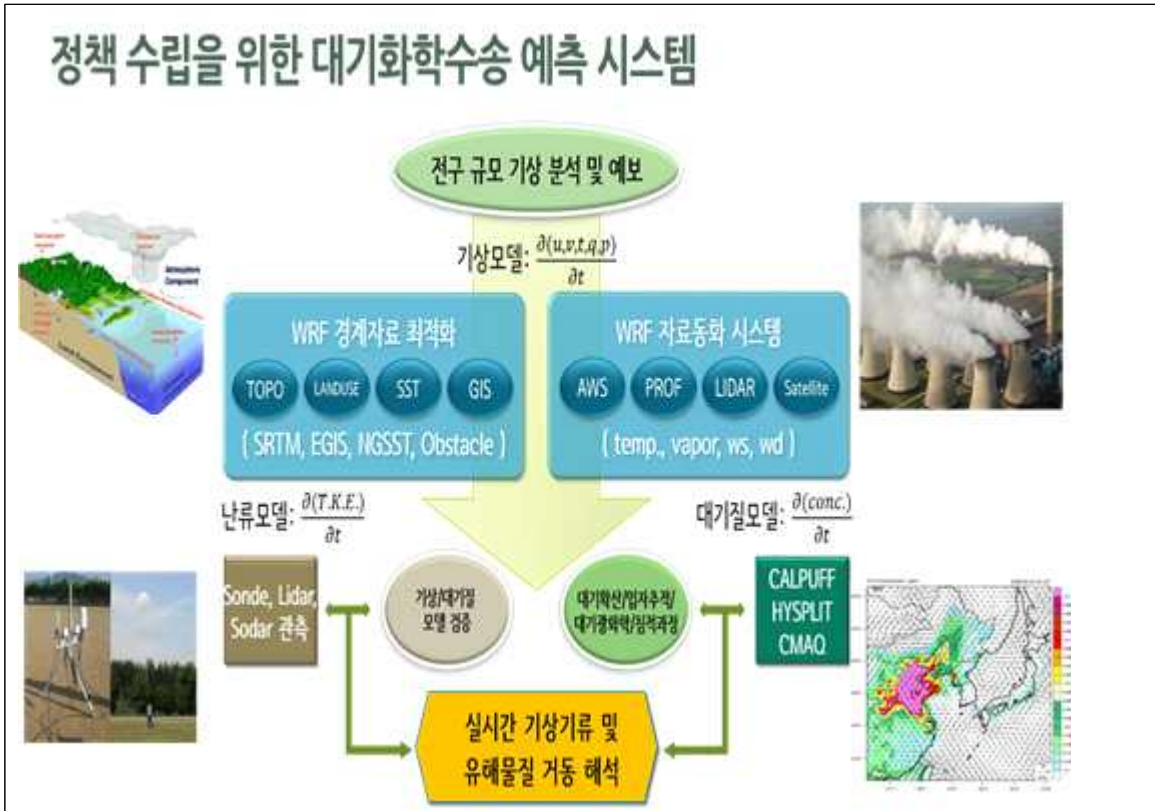 정책 수립을 위한 대기화학수송 예측 시스템
전구 규모 기상 분석 및 예보
기상모델: ∂(u,v,t,q,p)/∂t
Atmosphere
Component
WRF 경계자료 최적화
TOPO LANDUSE SST GIS
( SRTM, EGIS, NGSST, Obstacle )
WRF 자료동화 시스템
AWS PROF LIDAR Satellite
( temp., vapor, ws, wd )
난류모델: ∂(T.K.E.)/∂t
대기질모델: ∂(conc.)/∂t
Sonde, Lidar,
Sodar 관측
기상/대기질
모델 검증
대기확산/입자추적/
대기광화학/침적과정
CALPUFF
HYSPLIT
CMAQ
실시간 기상기류 및
유해물질 거동 해석